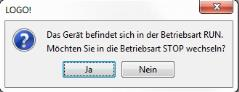 LOGO!
Das Gerät befindet sich in der Betriebsart RUN.
Möchten Sie in die Betriebsart STOP wechseln?
Ja
Nein